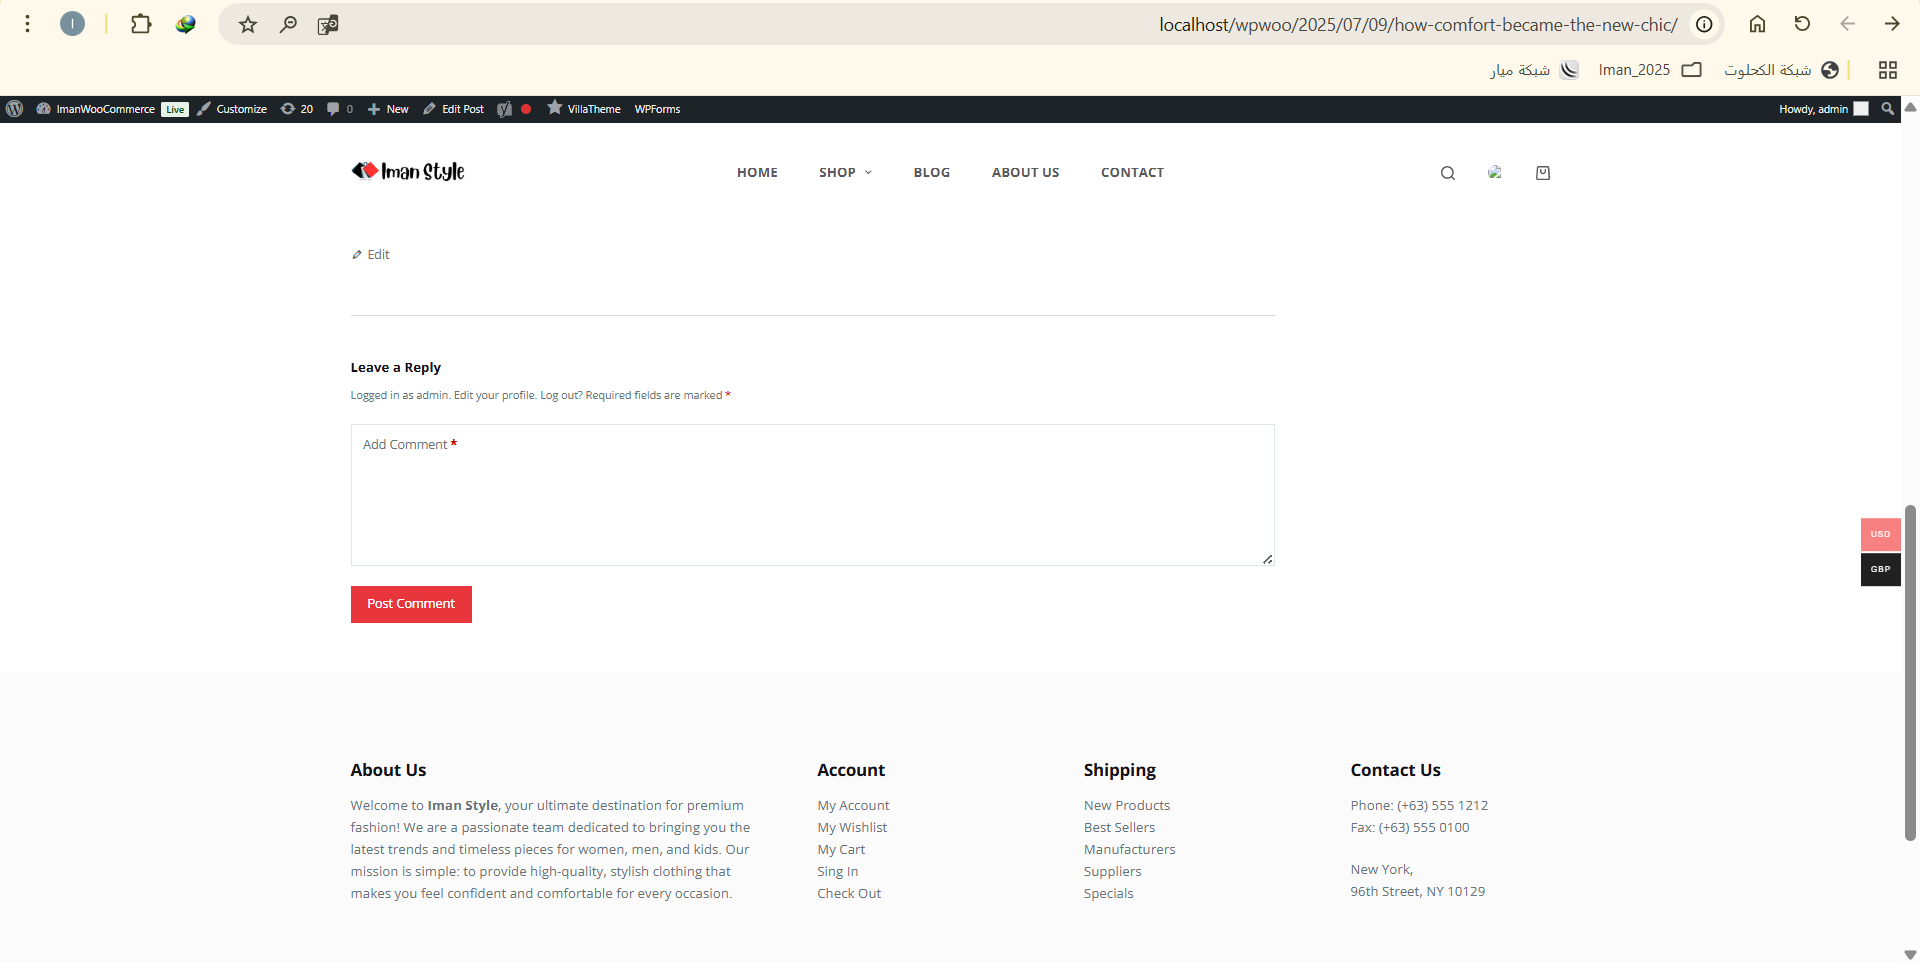 I
localhost/wpwoo/2025/07/09/how-comfort-became-the-new-chic/
شبكة الكحلوت
Iman_2025
شبكة ميار
ImanWooCommerce Live Customize 20 0 New Edit Post VillaTheme WPForms Howdy, admin
Iman Style
HOME SHOP BLOG ABOUT US CONTACT
Edit
Leave a Reply
Logged in as admin. Edit your profile. Log out? Required fields are marked *
Add Comment *
Post Comment
USD
GBP
About Us
Welcome to Iman Style, your ultimate destination for premium
fashion! We are a passionate team dedicated to bringing you the
latest trends and timeless pieces for women, men, and kids. Our
mission is simple: to provide high-quality, stylish clothing that
makes you feel confident and comfortable for every occasion.
Account
My Account
My Wishlist
My Cart
Sing In
Check Out
Shipping
New Products
Best Sellers
Manufacturers
Suppliers
Specials
Contact Us
Phone: (+63) 555 1212
Fax: (+63) 555 0100
New York,
96th Street, NY 10129